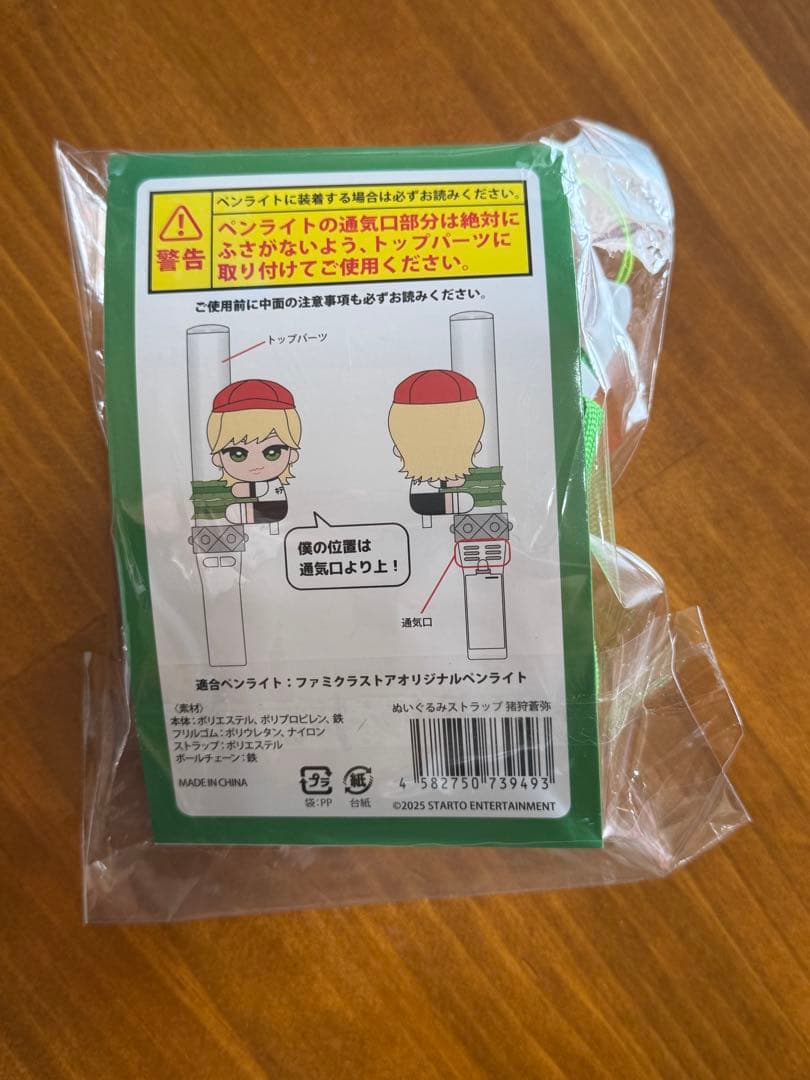 ペンライトに装着する場合は必ずお読みください。
警告
ペンライトの通気口部分は絶対に
ふさがないよう、トップパーツに
取り付けてご使用ください。
ご使用前に中面の注意事項も必ずお読みください。
トップパーツ
僕の位置は
通気口より上!
通気口
適合ペンライト:ファミクラストアオリジナルペンライト
〈素材〉
本体:ポリエステル、ポリプロピレン、鉄
フリルゴム:ポリウレタン、ナイロン
ストラップ:ポリエステル
ボールチェーン:鉄
MADE IN CHINA
プラ
袋:PP
紙
台紙
ぬいぐるみストラップ 猪狩蒼弥
4 582750 739493
©2025 STARTO ENTERTAINMENT